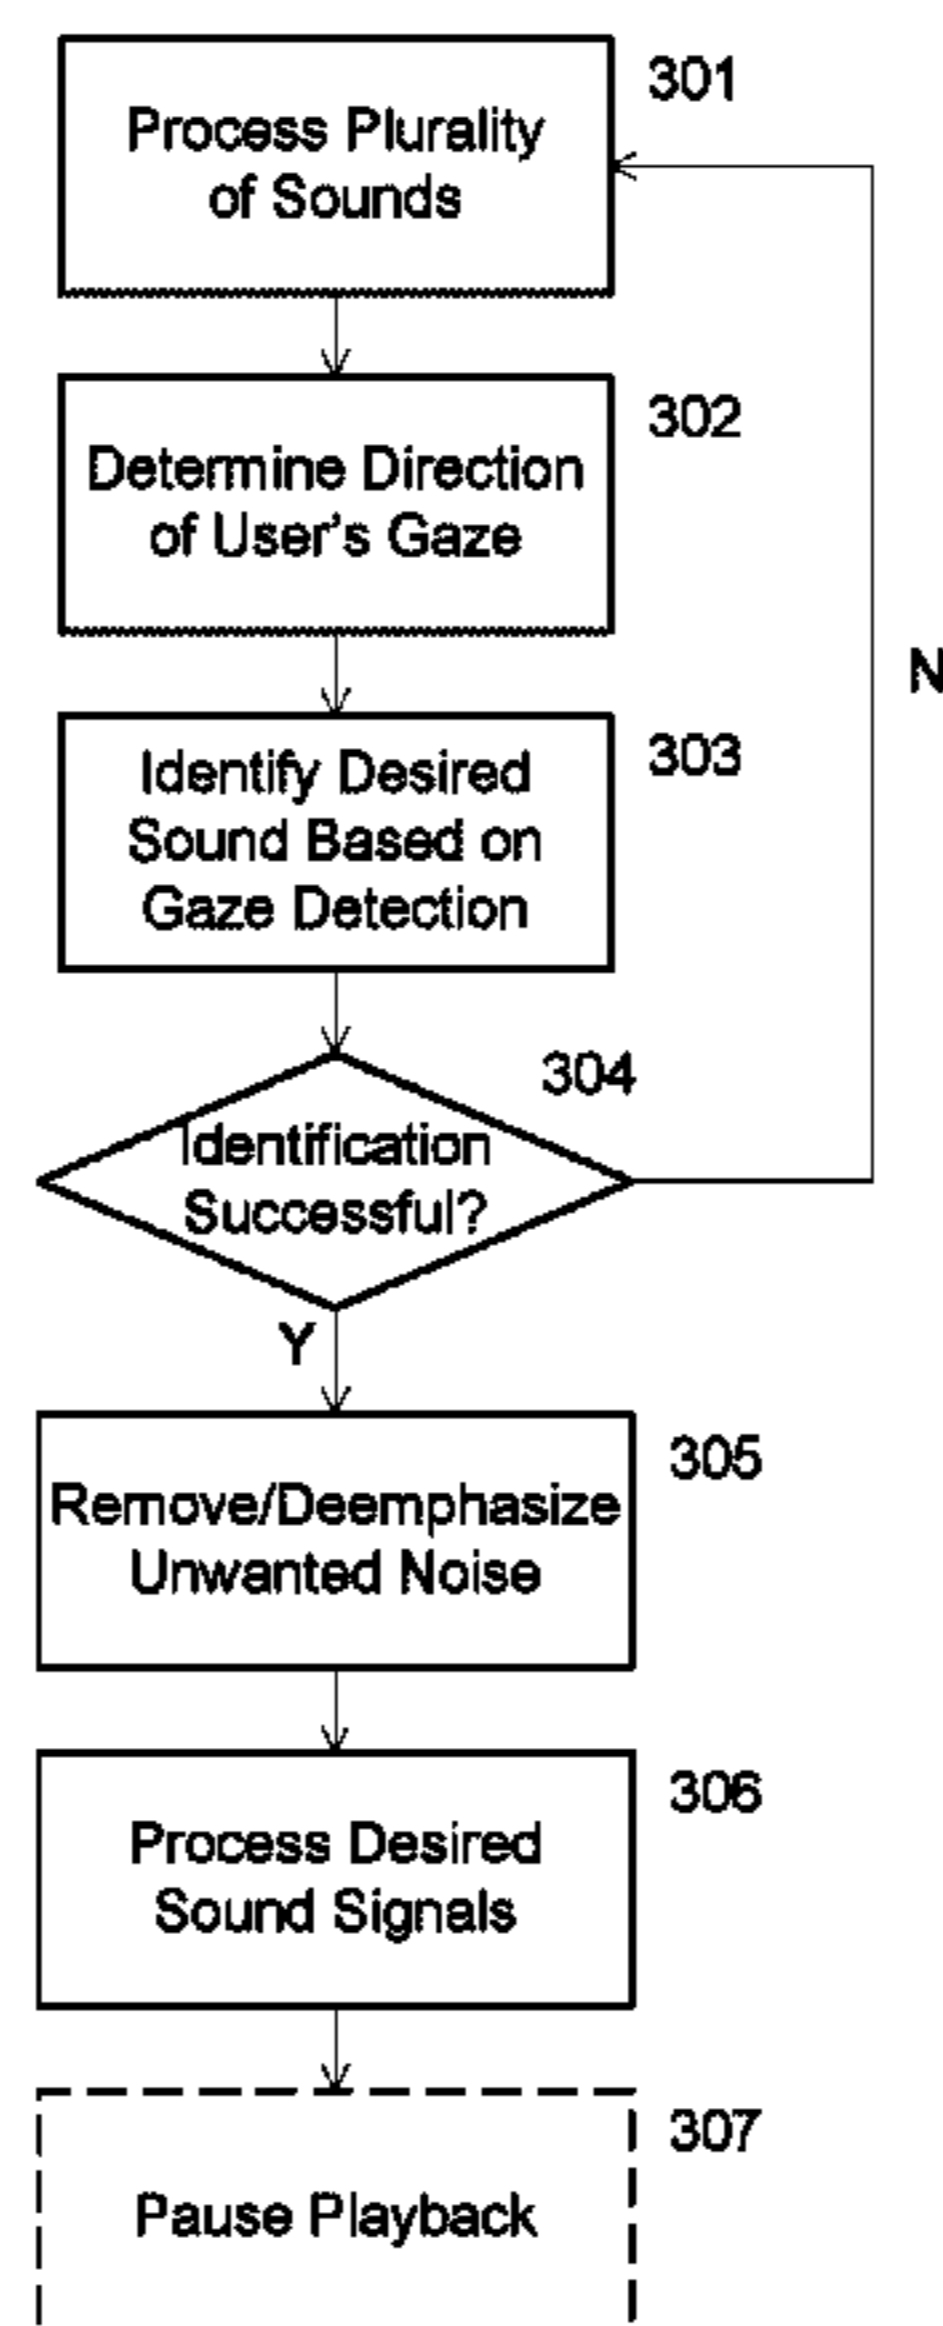 301
Process Plurality
of Sounds
302
Determine Direction
of User's Gaze
N
303
Identify Desired
Sound Based on
Gaze Detection
304
Identification
Successful?
Y
305
Remove/Deemphasize
Unwanted Noise
306
Process Desired
Sound Signals
307
Pause Playback